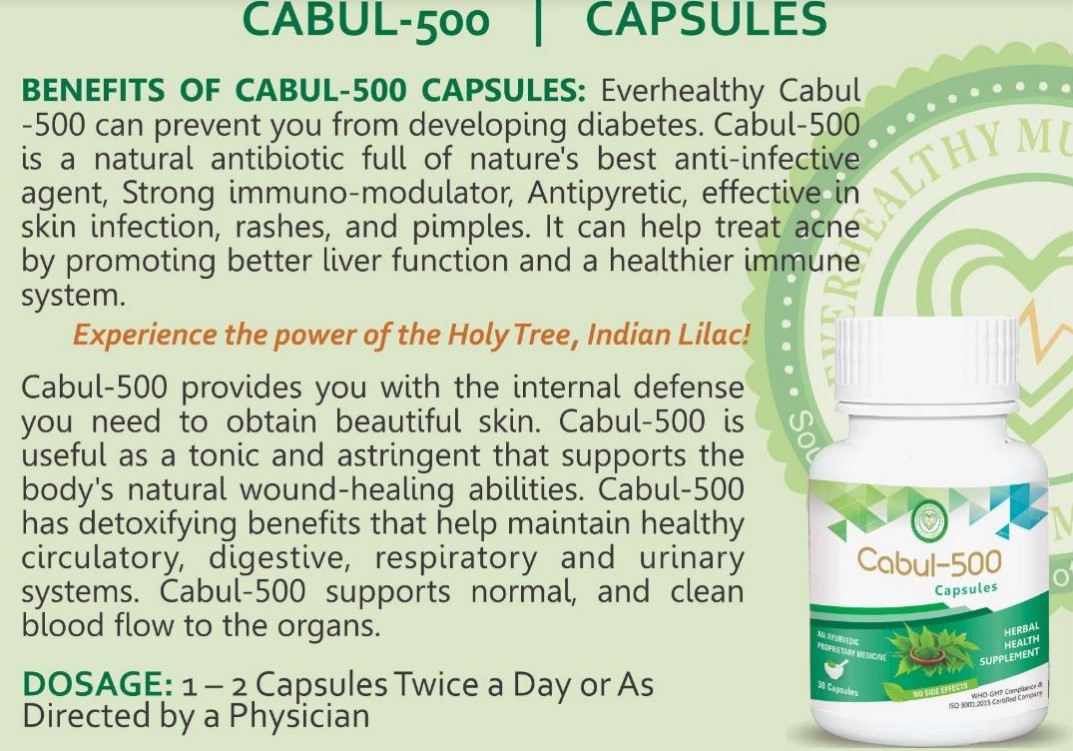 CABUL-500 | CAPSULES
BENEFITS OF CABUL-500 CAPSULES: Everhealthy Cabul
-500 can prevent you from developing diabetes. Cabul-500
is a natural antibiotic full of nature's best anti-infective
agent, Strong immuno-modulator, Antipyretic, effective in
skin infection, rashes, and pimples. It can help treat acne
by promoting better liver function and a healthier immune
system.
Experience the power of the Holy Tree, Indian Lilac!
Cabul-500 provides you with the internal defense
you need to obtain beautiful skin. Cabul-500 is
useful as a tonic and astringent that supports the
body's natural wound-healing abilities. Cabul-500
has detoxifying benefits that help maintain healthy
circulatory, digestive, respiratory and urinary
systems. Cabul-500 supports normal, and clean
blood flow to the organs.
DOSAGE: 1 – 2 Capsules Twice a Day or As
Directed by a Physician
EVERHEALTHY MU
Cabul-500
Capsules
AN AYURVEDIC
PROPRIETARY MEDICINE
30 Capsules
HERBAL
HEALTH
SUPPLEMENT
NO SIDE EFFECTS
WHO-GMP Compliance &
ISO 9001:2015 Certified Company